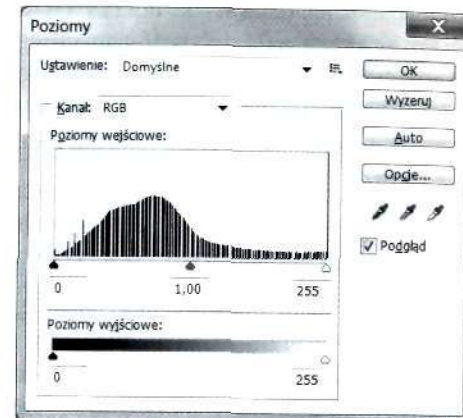 Poziomy
Ustawienie: Domyślne
OK
Wyzeruj
Auto
Opcje...
Podgląd
Kanał: RGB
Poziomy wejściowe:
0 1,00 255
Poziomy wyjściowe:
0 255